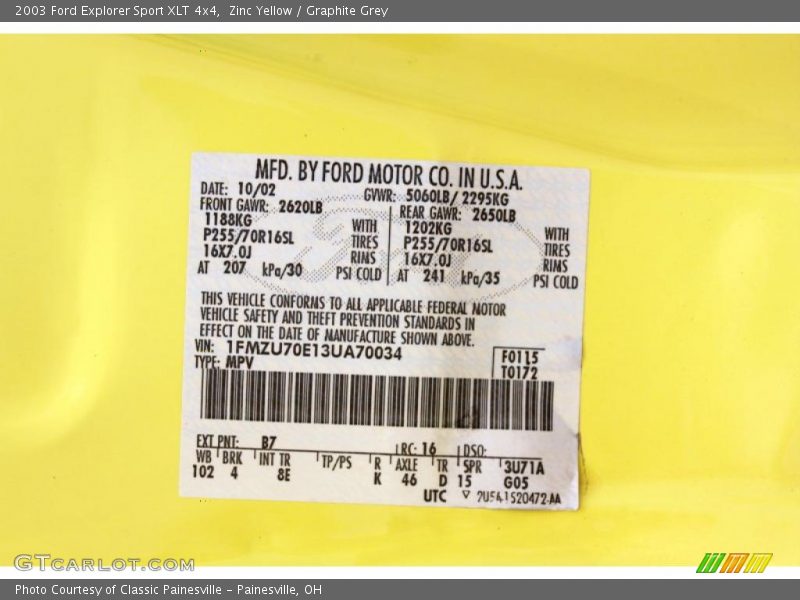 2003 Ford Explorer Sport XLT 4x4, Zinc Yellow / Graphite Grey
MFD. BY FORD MOTOR CO. IN U.S.A.
DATE: 10/02 GVWR: 5060LB/ 2295KG
FRONT GAWR: 2620LB REAR GAWR: 2650LB
1188KG WITH 1202KG WITH
P255/70R16SL TIRES P255/70R16SL TIRES
16X7.0J RIMS 16X7.0J RIMS
AT 207 kPa/30 PSI COLD AT 241 kPa/35 PSI COLD
THIS VEHICLE CONFORMS TO ALL APPLICABLE FEDERAL MOTOR
VEHICLE SAFETY AND THEFT PREVENTION STANDARDS IN
EFFECT ON THE DATE OF MANUFACTURE SHOWN ABOVE.
VIN: 1FMZU70E13UA70034 F0115
TYPE: MPV T0172
EXT PNT: B7 RC: 16 DSO:
WB BRK INT TR TP/PS R AXLE TR SPR 3U71A
102 4 8E K 46 D 15 G05
UTC ▽ 2U5A1520472-AA
GTCARLOT.COM
Photo Courtesy of Classic Painesville - Painesville, OH